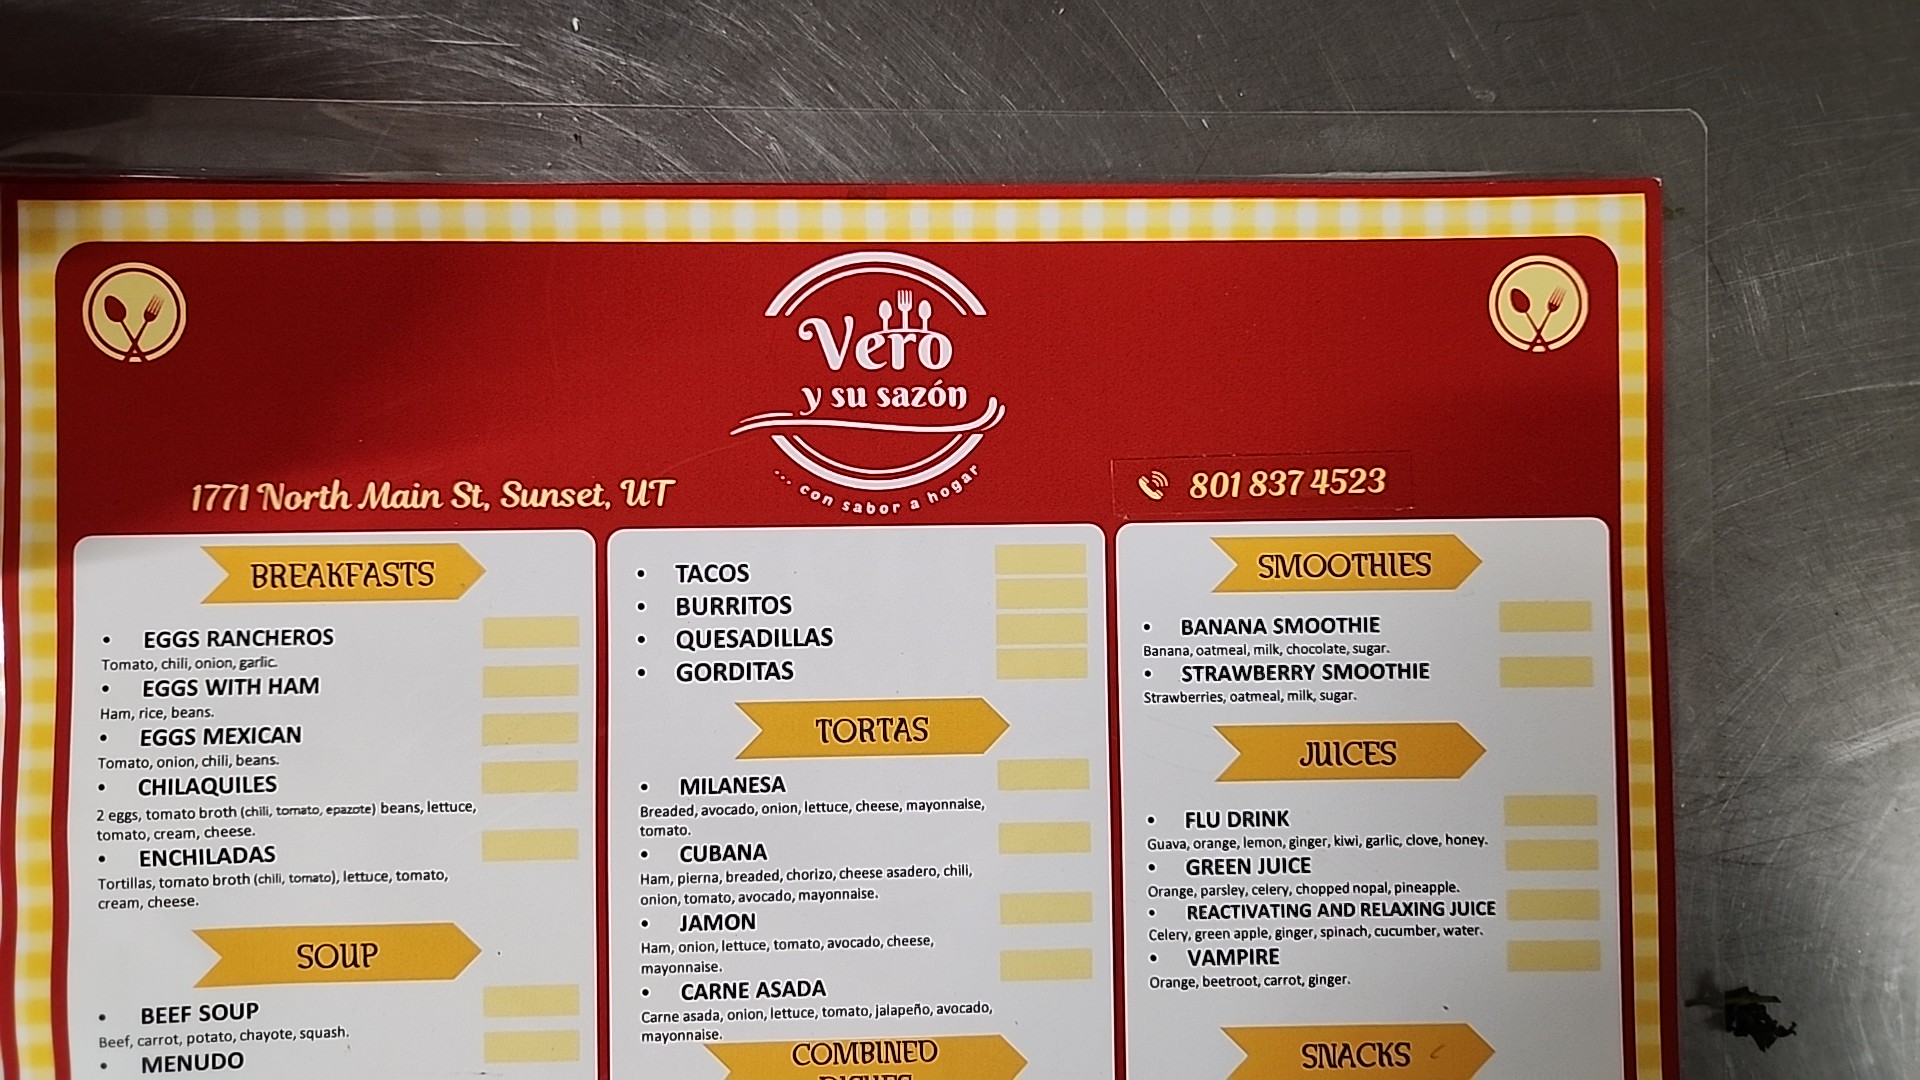 Vero
y su sazón
... con sabor a hogar
1771 North Main St, Sunset, UT
801 837 4523
BREAKFASTS
• EGGS RANCHEROS
Tomato, chili, onion, garlic.
• EGGS WITH HAM
Ham, rice, beans.
• EGGS MEXICAN
Tomato, onion, chili, beans.
• CHILAQUILES
2 eggs, tomato broth (chili, tomato, epazote) beans, lettuce,
tomato, cream, cheese.
• ENCHILADAS
Tortillas, tomato broth (chili, tomato), lettuce, tomato,
cream, cheese.
SOUP
• BEEF SOUP
Beef, carrot, potato, chayote, squash.
• MENUDO
• TACOS
• BURRITOS
• QUESADILLAS
• GORDITAS
TORTAS
• MILANESA
Breaded, avocado, onion, lettuce, cheese, mayonnaise,
tomato.
• CUBANA
Ham, pierna, breaded, chorizo, cheese asadero, chili,
onion, tomato, avocado, mayonnaise.
• JAMON
Ham, onion, lettuce, tomato, avocado, cheese,
mayonnaise.
• CARNE ASADA
Carne asada, onion, lettuce, tomato, jalapeño, avocado,
mayonnaise.
COMBINED
DISHES
SMOOTHIES
• BANANA SMOOTHIE
Banana, oatmeal, milk, chocolate, sugar.
• STRAWBERRY SMOOTHIE
Strawberries, oatmeal, milk, sugar.
JUICES
• FLU DRINK
Guava, orange, lemon, ginger, kiwi, garlic, clove, honey.
• GREEN JUICE
Orange, parsley, celery, chopped nopal, pineapple.
• REACTIVATING AND RELAXING JUICE
Celery, green apple, ginger, spinach, cucumber, water.
• VAMPIRE
Orange, beetroot, carrot, ginger.
SNACKS